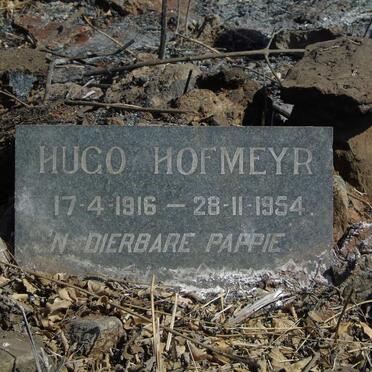 HUGO HOFMEYR
17-4-1916 — 28-11-1954.
'N DIERBARE PAPPIE